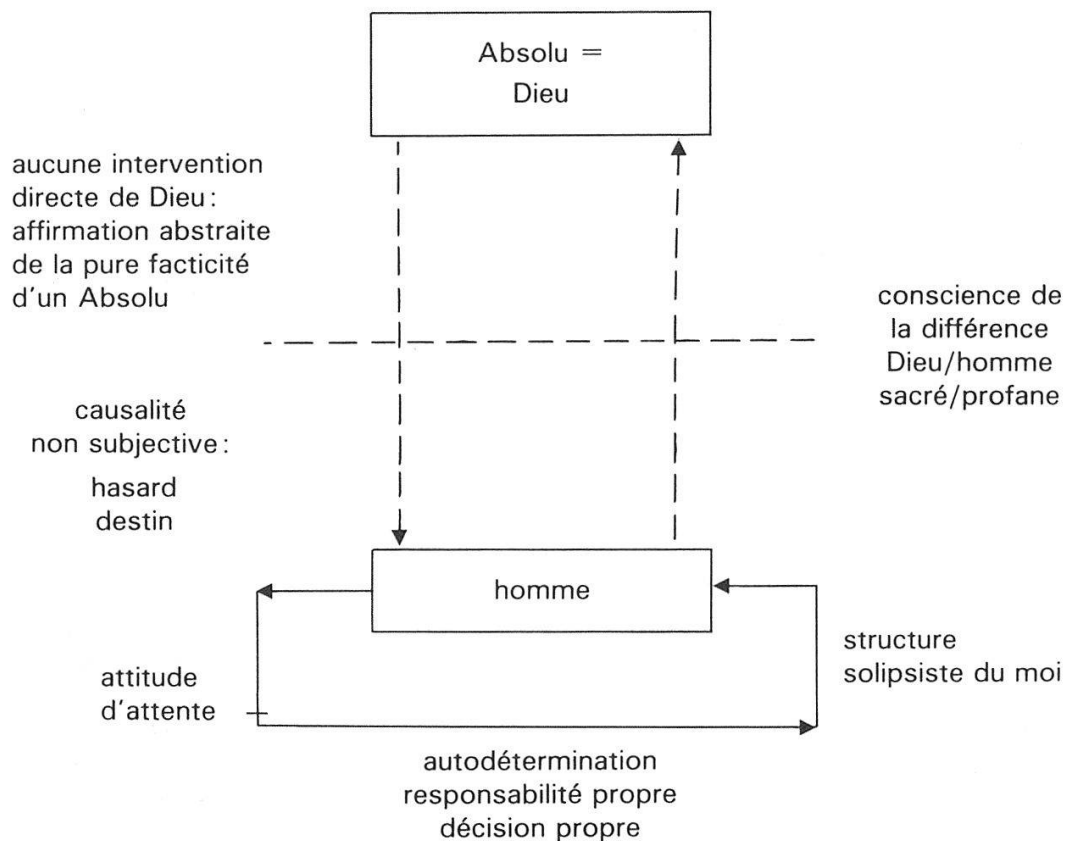 Absolu =
Dieu
aucune intervention
directe de Dieu :
affirmation abstraite
de la pure facticité
d'un Absolu
conscience de
la différence
Dieu/homme
sacré/profane
causalité
non subjective :
hasard
destin
homme
attitude
d'attente
structure
solipsiste du moi
autodétermination
responsabilité propre
décision propre